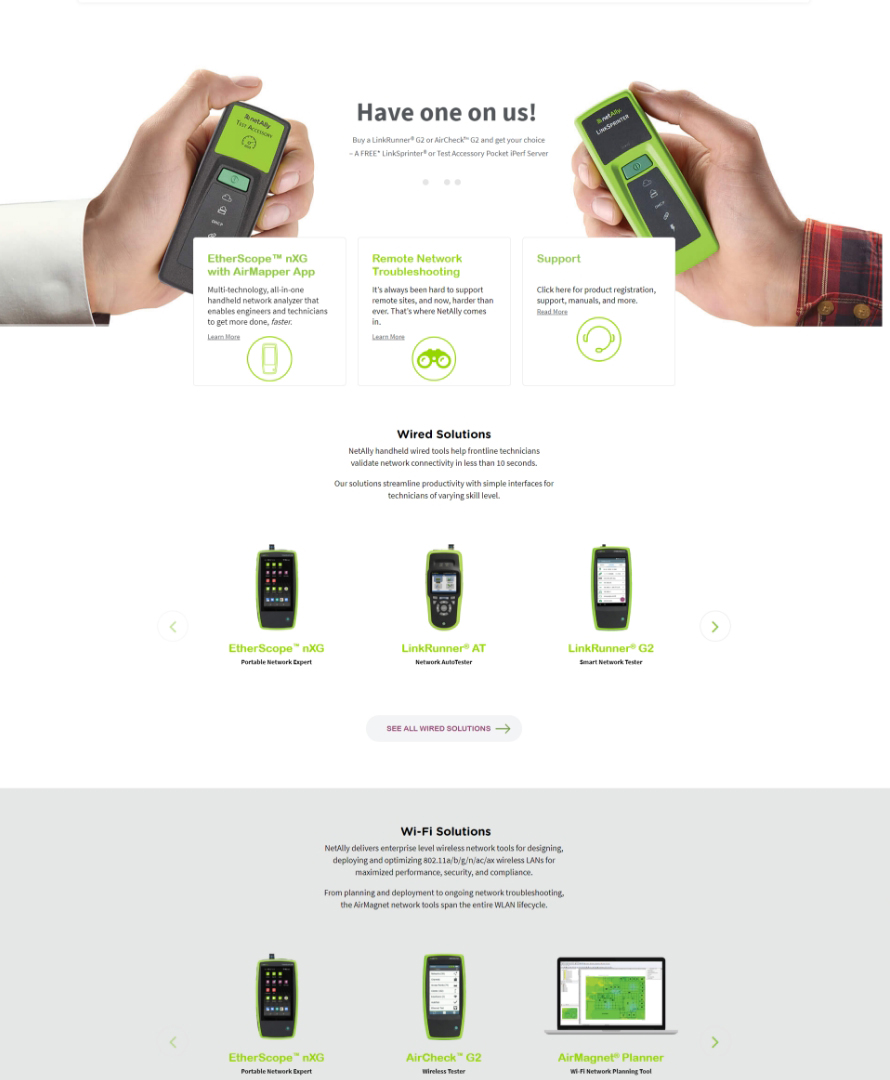 Have one on us!
Buy a LinkRunner® G2 or AirCheck™ G2 and get your choice
– A FREE* LinkSprinter® or Test Accessory Pocket iPerf Server
netAlly
Test Accessory
netAlly
LinkSprinter
DHCP
DHCP
EtherScope™ nXG
with AirMapper App
Multi-technology, all-in-one
handheld network analyzer that
enables engineers and technicians
to get more done, faster.
Learn More
Remote Network
Troubleshooting
It's always been hard to support
remote sites, and now, harder than
ever. That's where NetAlly comes
in.
Learn More
Support
Click here for product registration,
support, manuals, and more.
Read More
Wired Solutions
NetAlly handheld wired tools help frontline technicians
validate network connectivity in less than 10 seconds.
Our solutions streamline productivity with simple interfaces for
technicians of varying skill level.
EtherScope™ nXG
Portable Network Expert
LinkRunner® AT
Network AutoTester
LinkRunner® G2
Smart Network Tester
SEE ALL WIRED SOLUTIONS
Wi-Fi Solutions
NetAlly delivers enterprise level wireless network tools for designing,
deploying and optimizing 802.11a/b/g/n/ac/ax wireless LANs for
maximized performance, security, and compliance.
From planning and deployment to ongoing network troubleshooting,
the AirMagnet network tools span the entire WLAN lifecycle.
EtherScope™ nXG
Portable Network Expert
AirCheck™ G2
Wireless Tester
AirMagnet® Planner
Wi-Fi Network Planning Tool